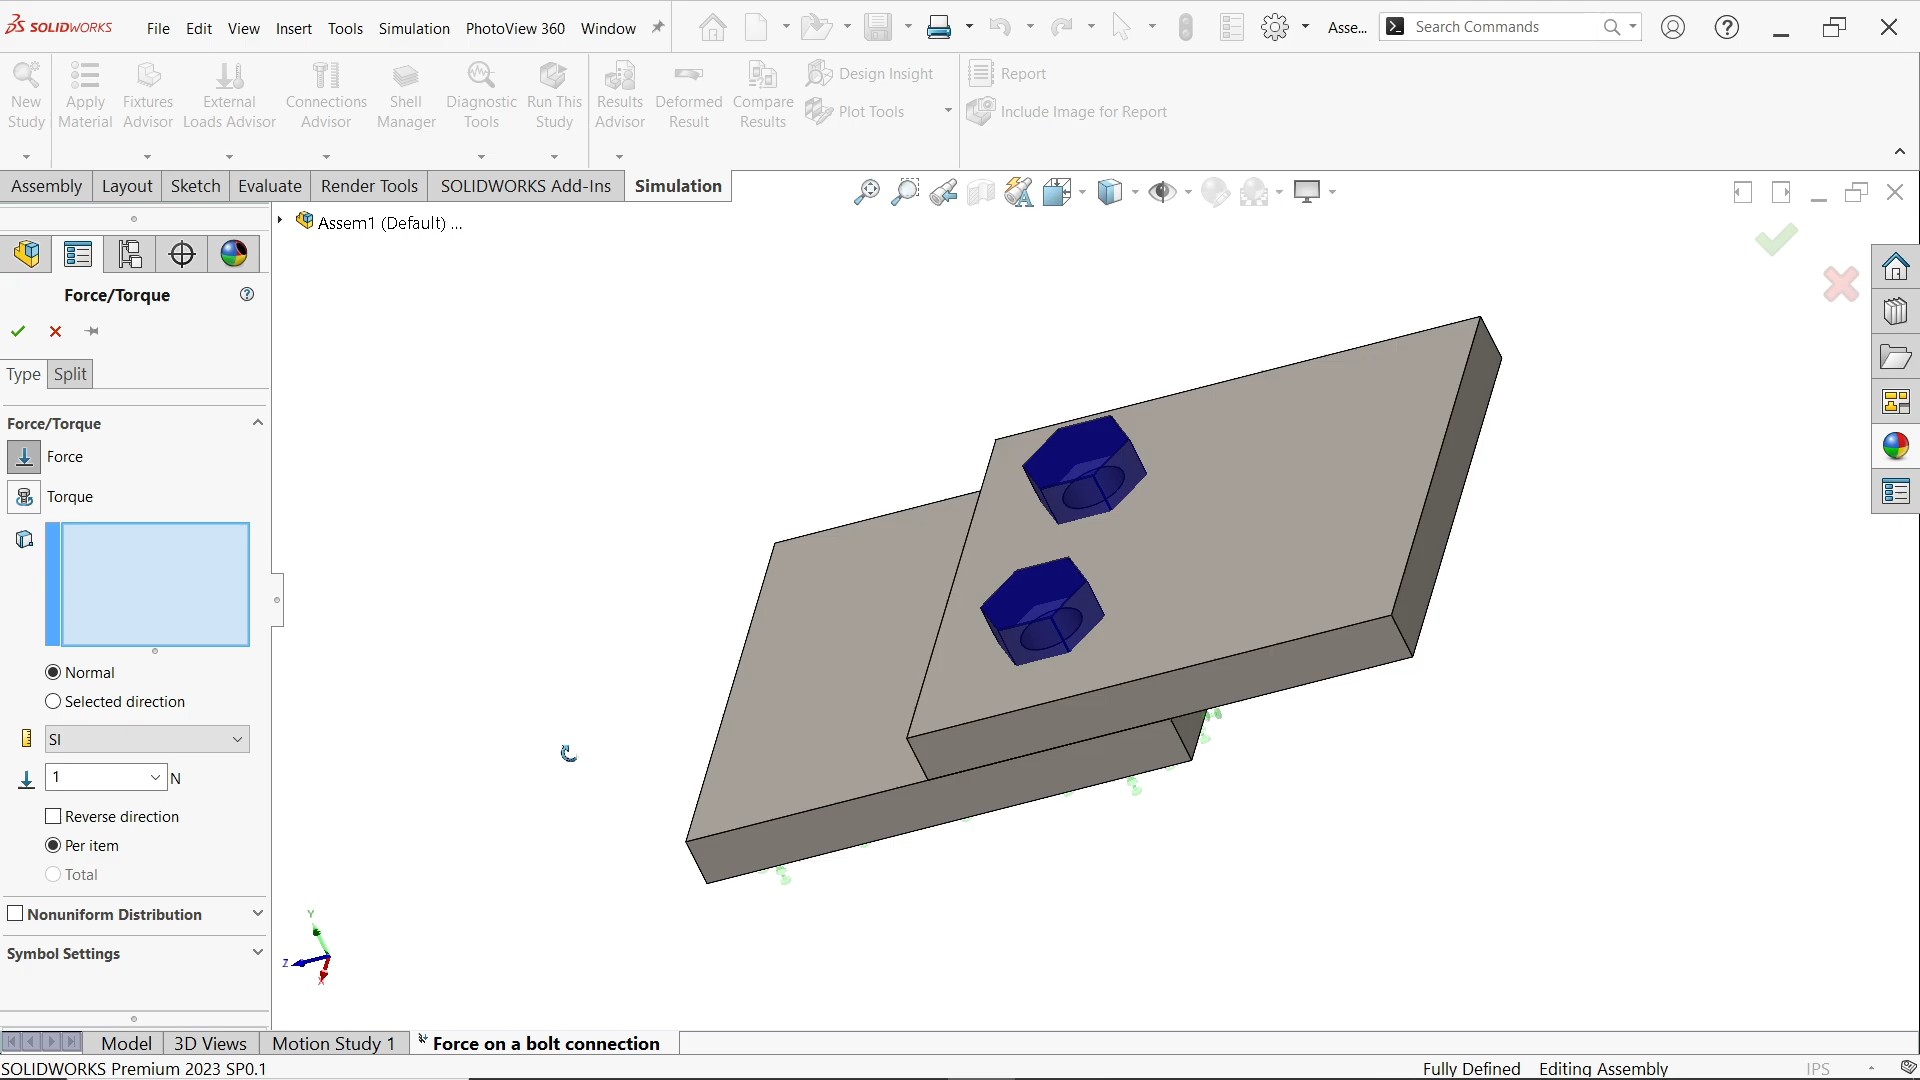 SOLIDWORKS File Edit View Insert Tools Simulation PhotoView 360 Window Asse... Search Commands
New Study
Apply Material
Fixtures Advisor
External Loads Advisor
Connections Advisor
Shell Manager
Diagnostic Tools
Run This Study
Results Advisor
Deformed Result
Compare Results
Design Insight
Plot Tools
Report
Include Image for Report
Assembly Layout Sketch Evaluate Render Tools SOLIDWORKS Add-Ins Simulation
Assem1 (Default) ...
Force/Torque
Type Split
Force/Torque
Force
Torque
Normal
Selected direction
SI
1 N
Reverse direction
Per item
Total
Nonuniform Distribution
Symbol Settings
Y
Z
X
Model 3D Views Motion Study 1 Force on a bolt connection
SOLIDWORKS Premium 2023 SP0.1 Fully Defined Editing Assembly IPS